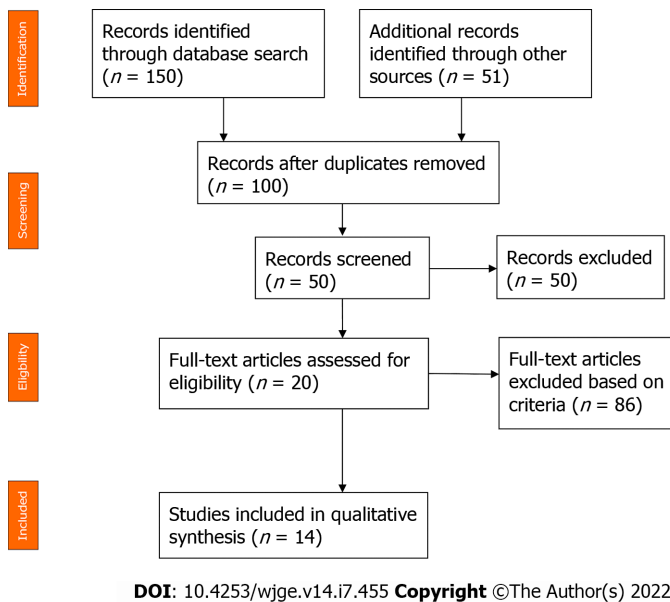 Identification
Records identified
through database search
(n = 150)
Additional records
identified through other
sources (n = 51)
Records after duplicates removed
(n = 100)
Screening
Records screened
(n = 50)
Records excluded
(n = 50)
Eligbility
Full-text articles assessed for
eligibility (n = 20)
Full-text articles
excluded based on
criteria (n = 86)
Included
Studies included in qualitative
synthesis (n = 14)
DOI: 10.4253/wjge.v14.i7.455 Copyright ©The Author(s) 2022